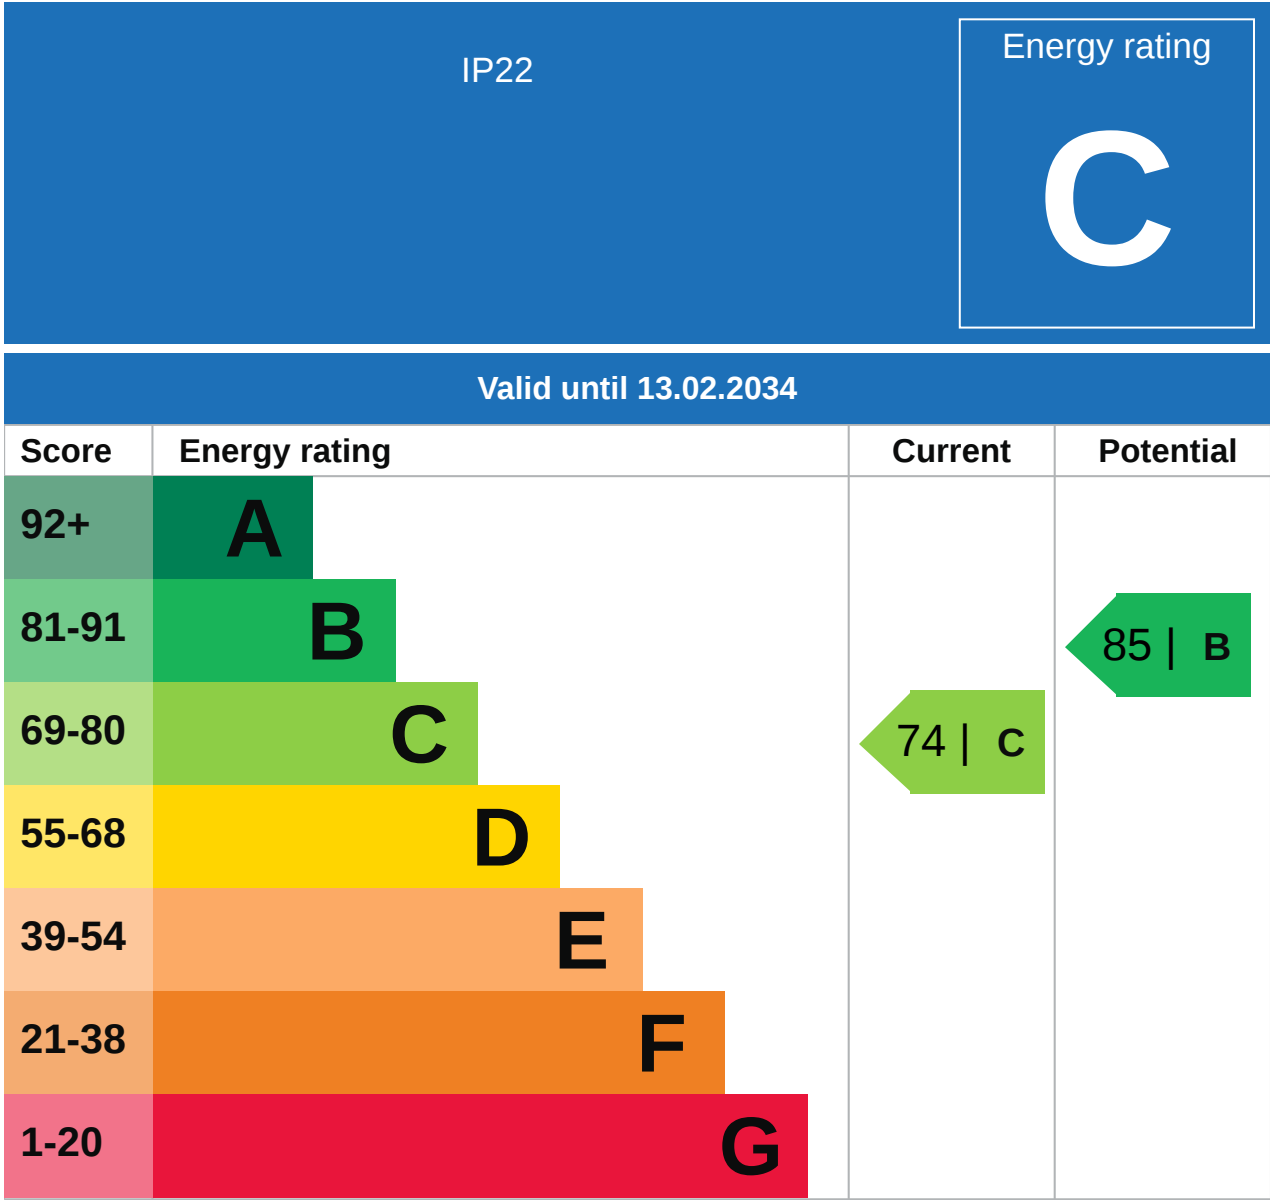 IP22
Energy rating
C
Valid until 13.02.2034
Score Energy rating Current Potential
92+ A
81-91 B
85 | B
69-80 C
74 | C
55-68 D
39-54 E
21-38 F
1-20 G